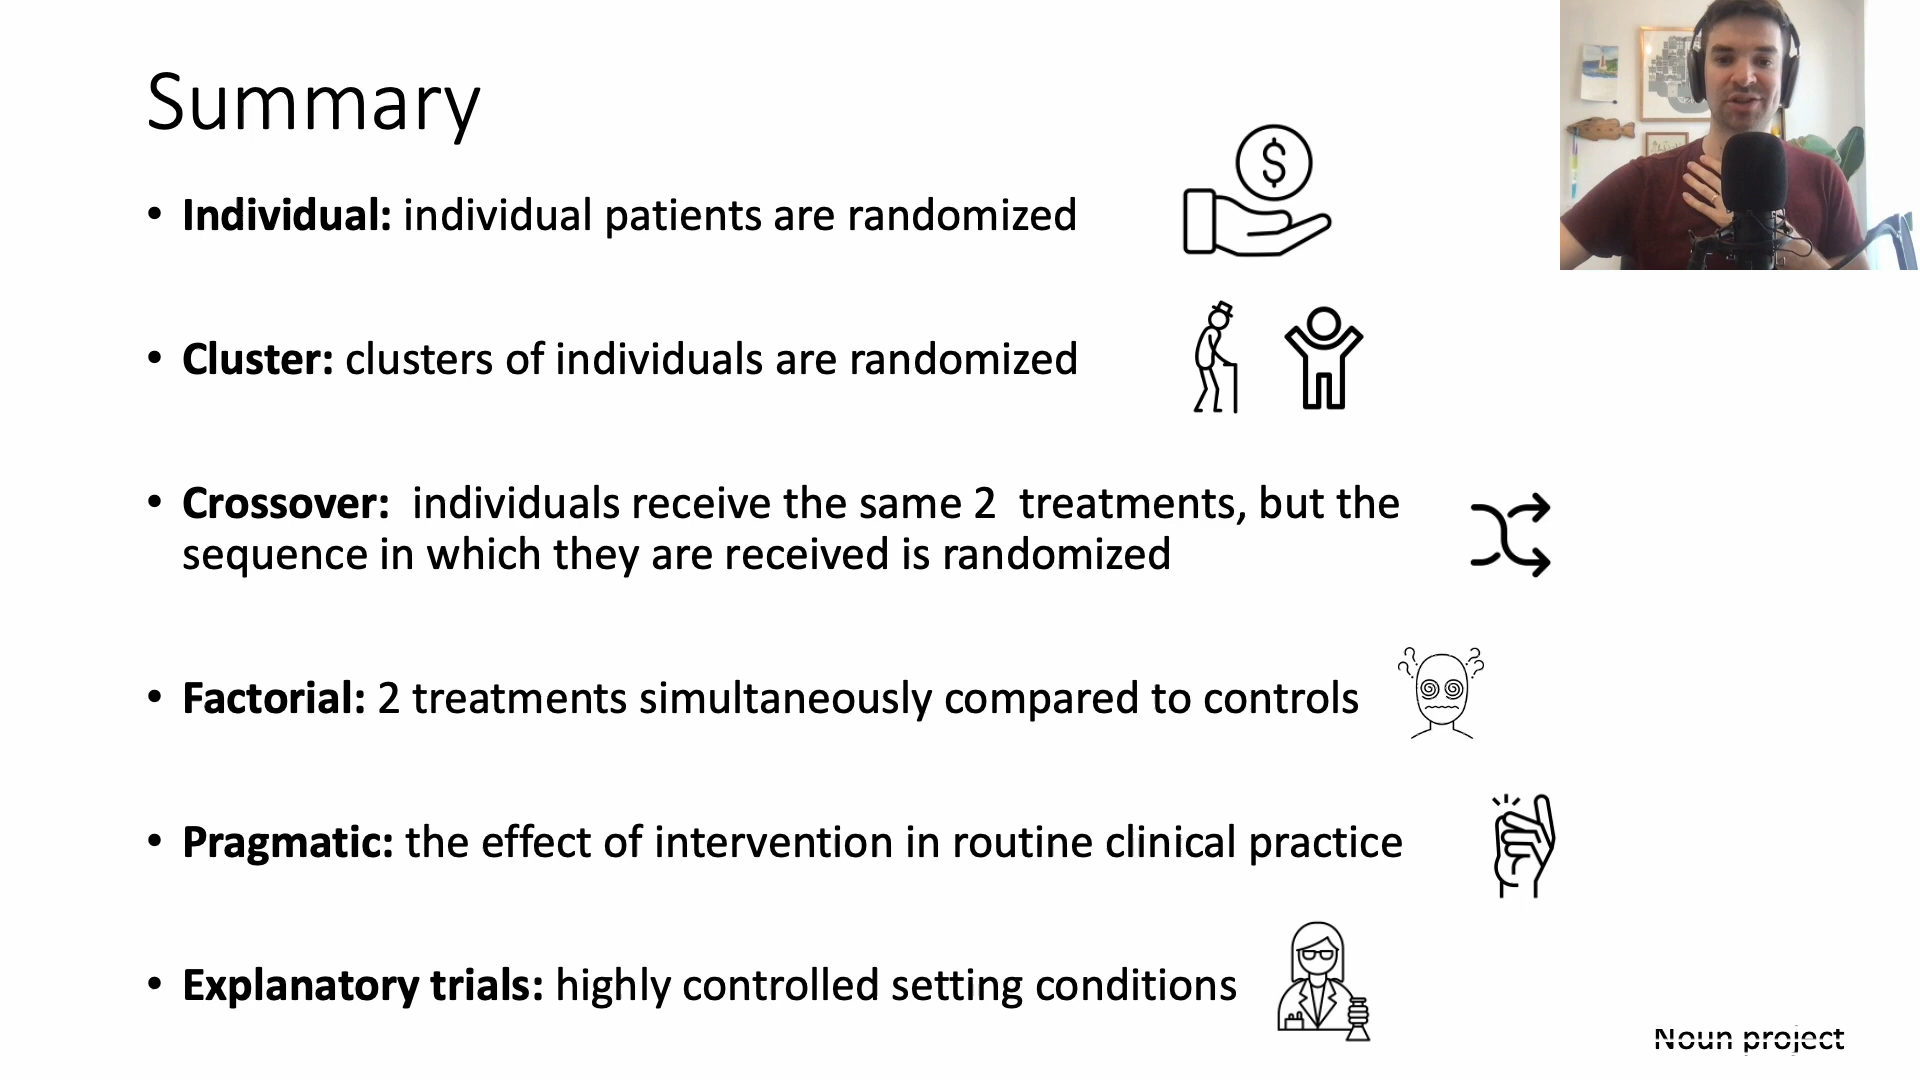 Summary
• Individual: individual patients are randomized
• Cluster: clusters of individuals are randomized
• Crossover:  individuals receive the same 2  treatments, but the
sequence in which they are received is randomized
• Factorial: 2 treatments simultaneously compared to controls
• Pragmatic: the effect of intervention in routine clinical practice
• Explanatory trials: highly controlled setting conditions
Noun project